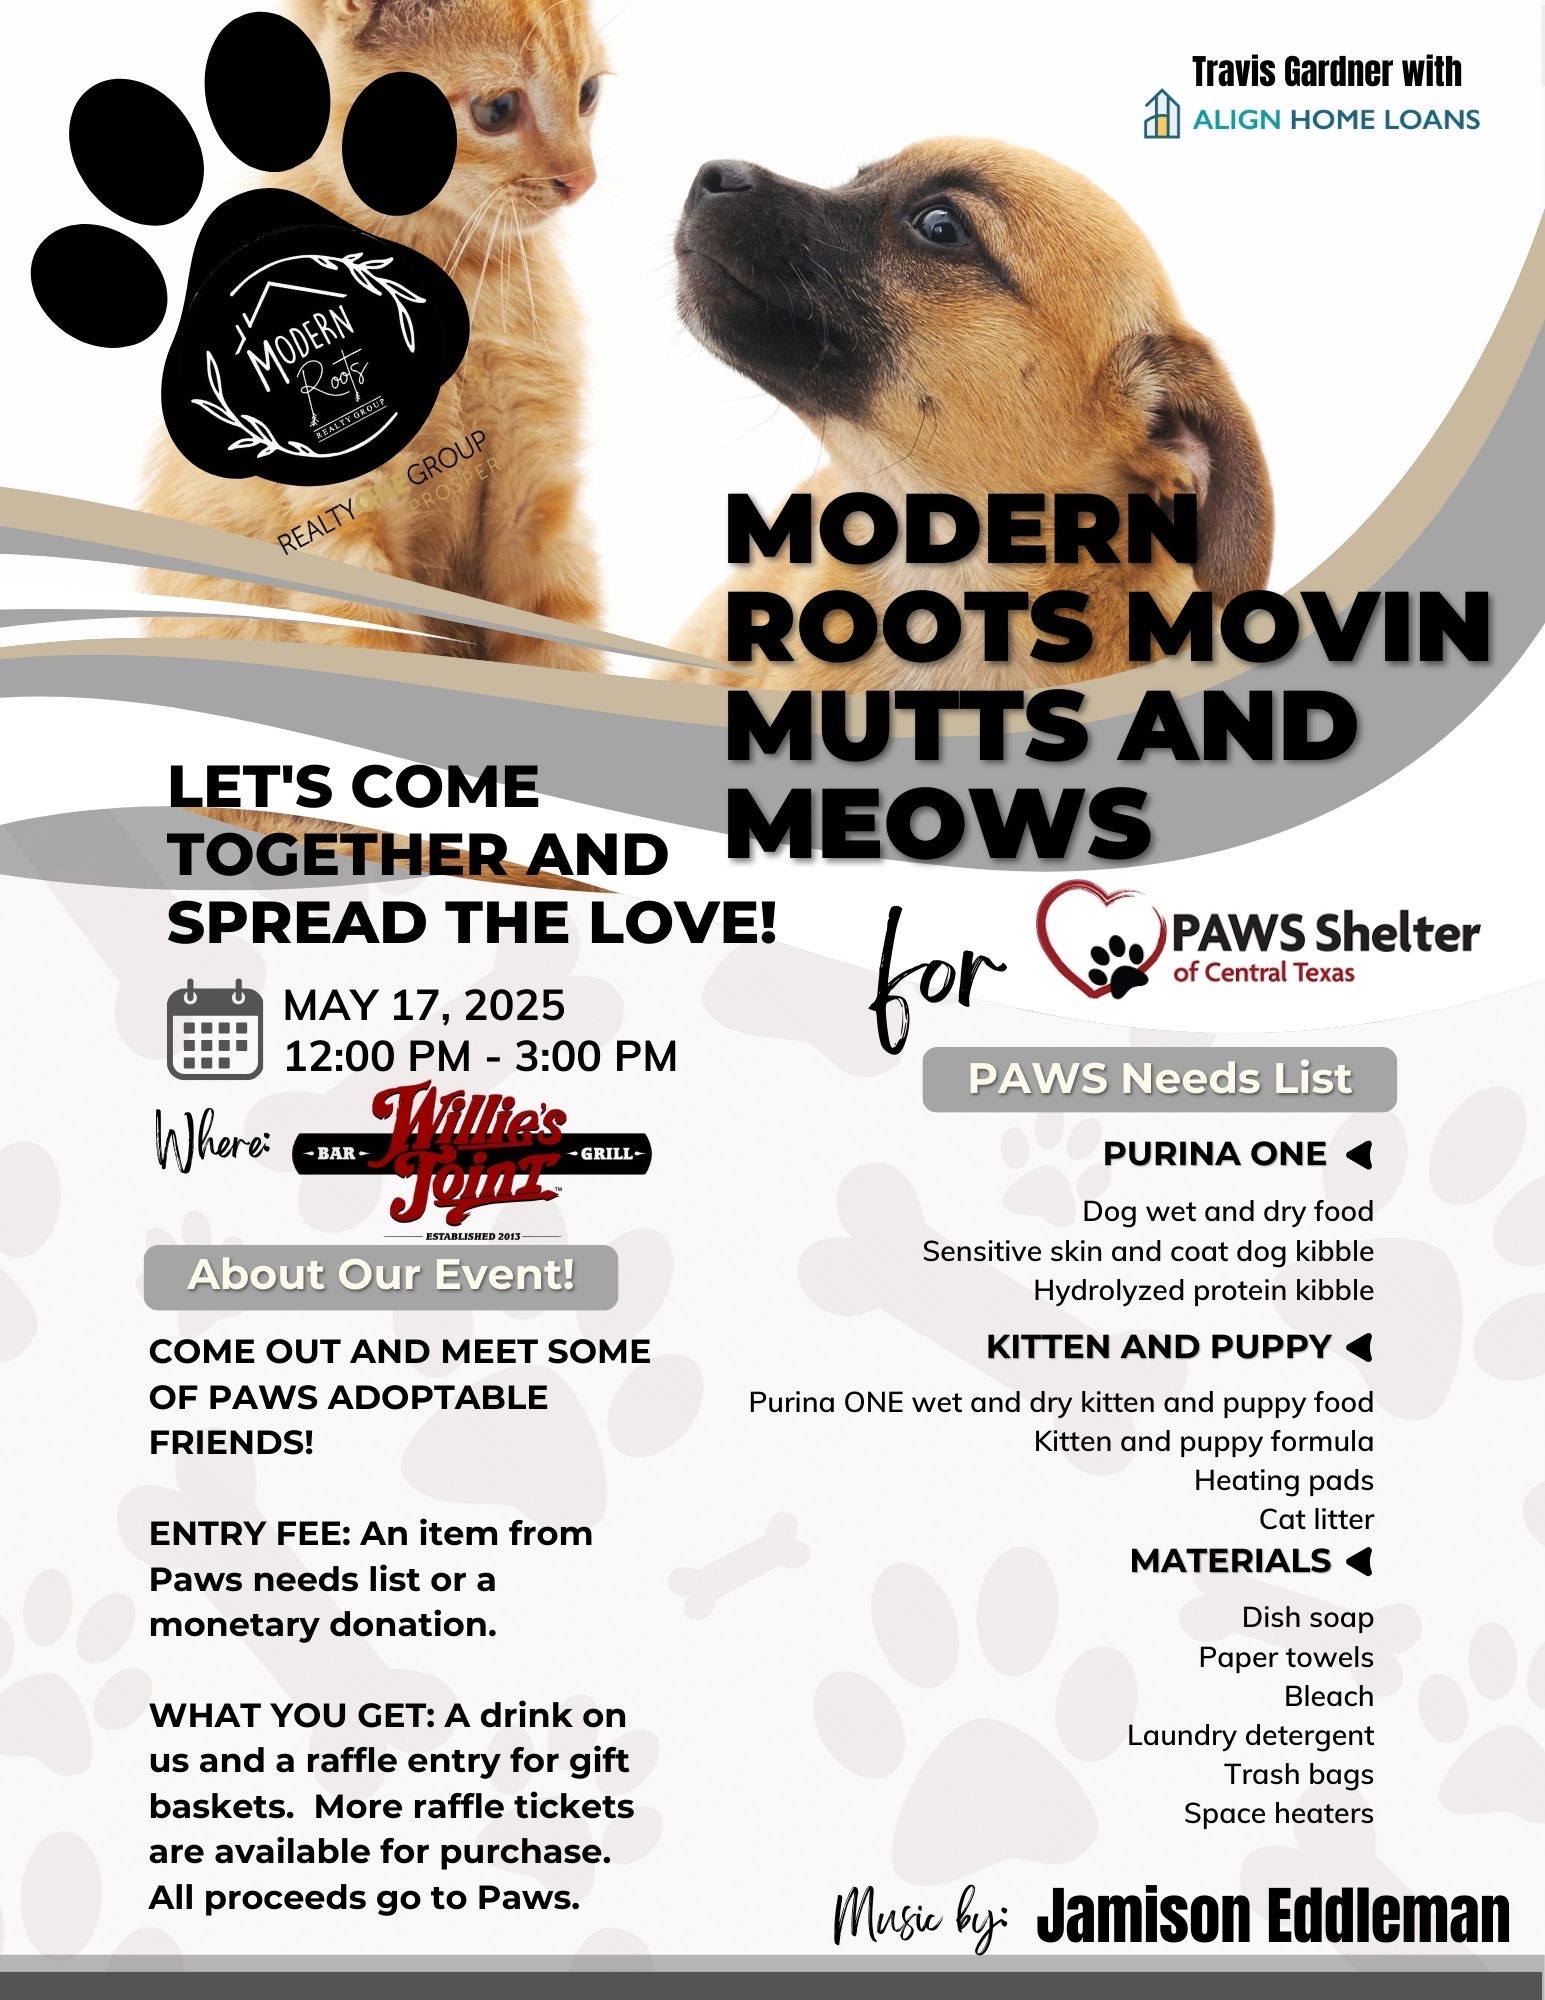 Travis Gardner with
ALIGN HOME LOANS
MODERN
Roots
REALTY GROUP
REALTY ONE GROUP
PROSPER
MODERN
ROOTS MOVIN
MUTTS AND
MEOWS
for
PAWS Shelter
of Central Texas
LET'S COME
TOGETHER AND
SPREAD THE LOVE!
MAY 17, 2025
12:00 PM - 3:00 PM
Where:
BAR
Willie's
Joint
GRILL
TM
ESTABLISHED 2013
About Our Event!
COME OUT AND MEET SOME
OF PAWS ADOPTABLE
FRIENDS!
ENTRY FEE: An item from
Paws needs list or a
monetary donation.
WHAT YOU GET: A drink on
us and a raffle entry for gift
baskets.  More raffle tickets
are available for purchase.
All proceeds go to Paws.
PAWS Needs List
PURINA ONE
Dog wet and dry food
Sensitive skin and coat dog kibble
Hydrolyzed protein kibble
KITTEN AND PUPPY
Purina ONE wet and dry kitten and puppy food
Kitten and puppy formula
Heating pads
Cat litter
MATERIALS
Dish soap
Paper towels
Bleach
Laundry detergent
Trash bags
Space heaters
Music by: Jamison Eddleman